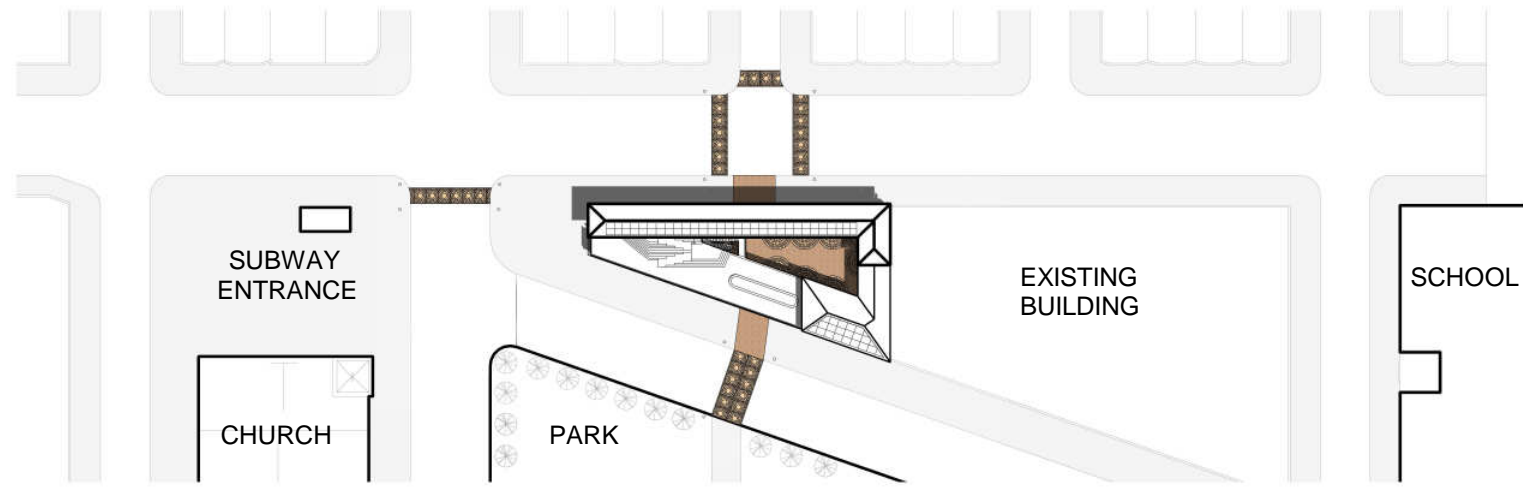 SUBWAY
ENTRANCE
EXISTING
BUILDING
SCHOOL
CHURCH
PARK